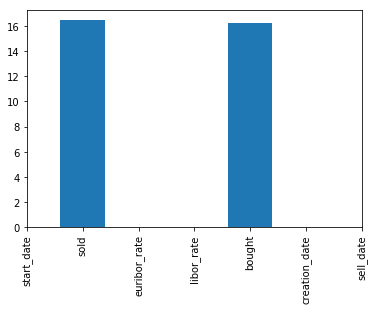 16
14
12
10
8
6
4
2
0
start_date
sold
euribor_rate
libor_rate
bought
creation_date
sell_date